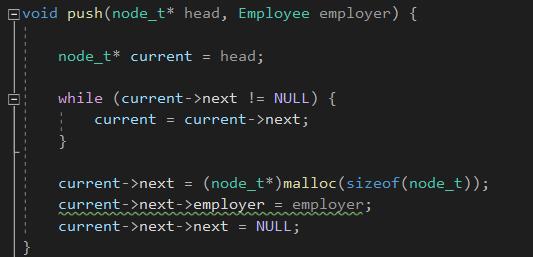 void push(node_t* head, Employee employer) {
node_t* current = head;
while (current->next != NULL) {
current = current->next;
}
current->next = (node_t*)malloc(sizeof(node_t));
current->next->employer = employer;
current->next->next = NULL;
}